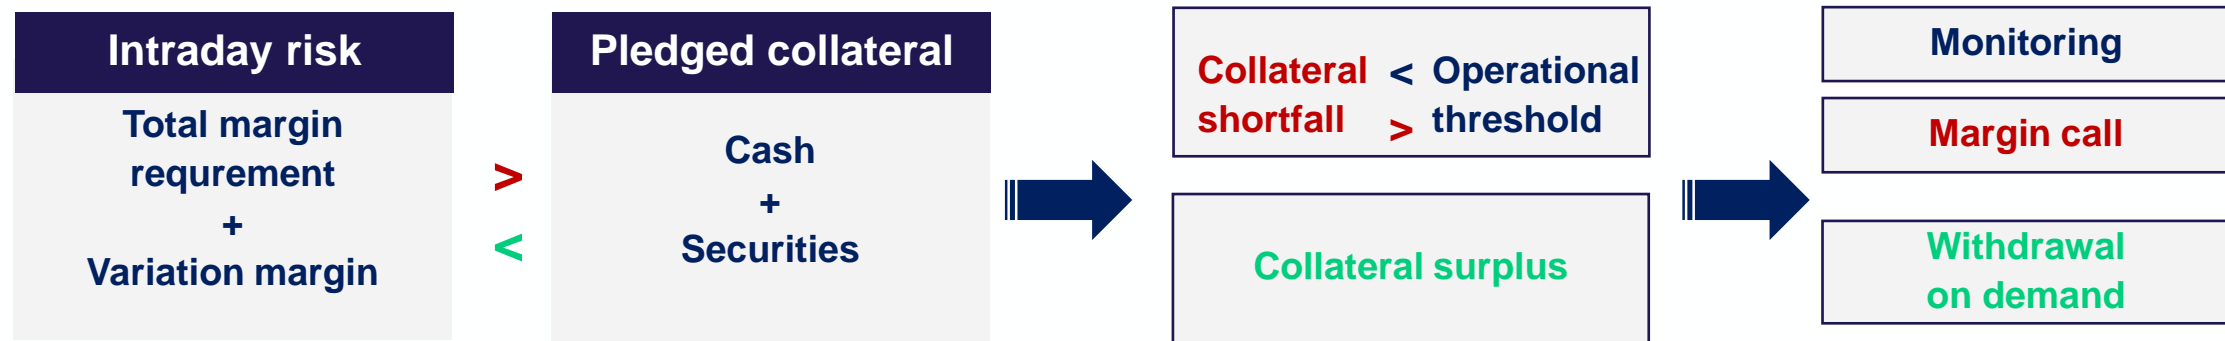 Intraday risk
Total margin
requrement
+
Variation margin
>
<
Pledged collateral
Cash
+
Securities
Collateral < Operational
shortfall > threshold
Collateral surplus
Monitoring
Margin call
Withdrawal
on demand